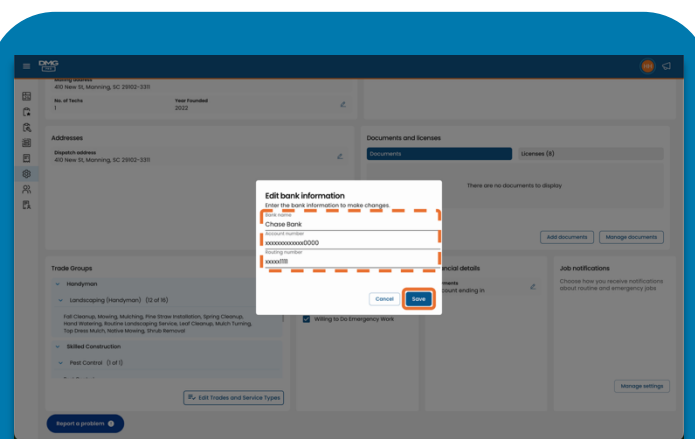 DMG
PRO
Mailing address
410 New St, Manning, SC 29102-3311
No. of Techs
1
Year Founded
2022
Addresses
Dispatch address
410 New St, Manning, SC 29102-3311
Documents and licenses
Documents
Licenses (8)
There are no documents to display
Add documents
Manage documents
Edit bank information
Enter the bank information to make changes.
Bank name
Chase Bank
Account number
xxxxxxxxxxxxx0000
Routing number
xxxxx1111
Cancel
Save
Trade Groups
Handyman
Landscaping (Handyman) (12 of 16)
Fall Cleanup, Mowing, Mulching, Pine Straw Installation, Spring Cleanup,
Hand Watering, Routine Landscaping Service, Leaf Cleanup, Mulch Turning,
Top Dress Mulch, Native Mowing, Shrub Removal
Skilled Construction
Pest Control (1 of 1)
Edit Trades and Service Types
Willing to Do Emergency Work
ncial details
ments
count ending in
Job notifications
Choose how you receive notifications
about routine and emergency jobs
Manage settings
Report a problem